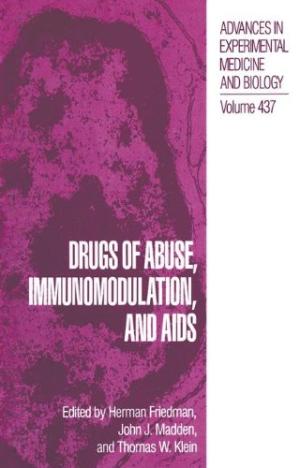 ADVANCES IN
EXPERIMENTAL
MEDICINE
AND BIOLOGY
Volume 437
DRUGS OF ABUSE,
IMMUNOMODULATION,
AND AIDS
Edited by Herman Friedman,
John J. Madden,
and Thomas W. Klein